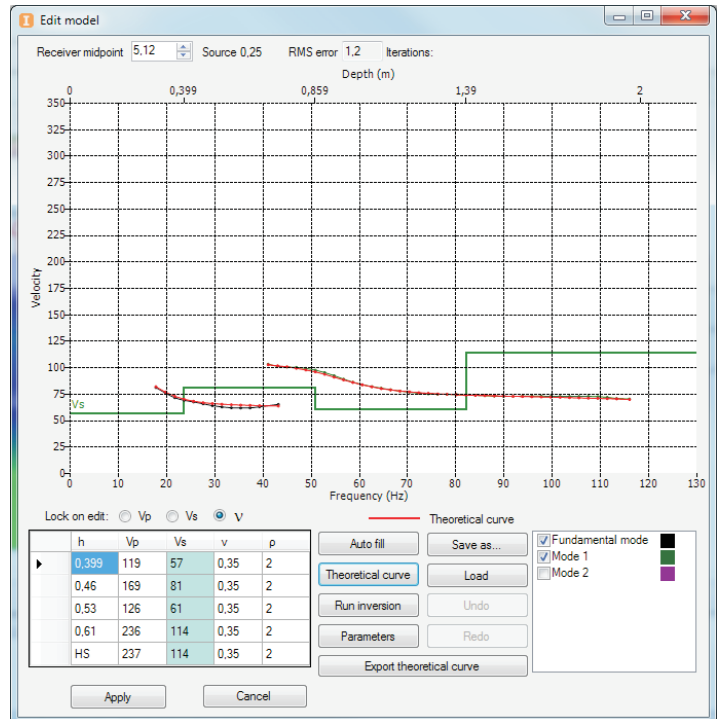 Edit model
Receiver midpoint 5,12 Source 0,25 RMS error 1,2 Iterations:
Depth (m)
0 0,399 0,859 1,39 2
350
325
300
275
250
225
200
175
150
125
100
75
50
25
0
Velocity
Vs
0 10 20 30 40 50 60 70 80 90 100 110 120 130
Frequency (Hz)
Lock on edit: Vp Vs ν
Theoretical curve
h Vp Vs ν ρ
0,399 119 57 0,35 2
0,46 169 81 0,35 2
0,53 126 61 0,35 2
0,61 236 114 0,35 2
HS 237 114 0,35 2
Auto fill Save as...
Theoretical curve Load
Run inversion Undo
Parameters Redo
Export theoretical curve
Fundamental mode
Mode 1
Mode 2
Apply Cancel